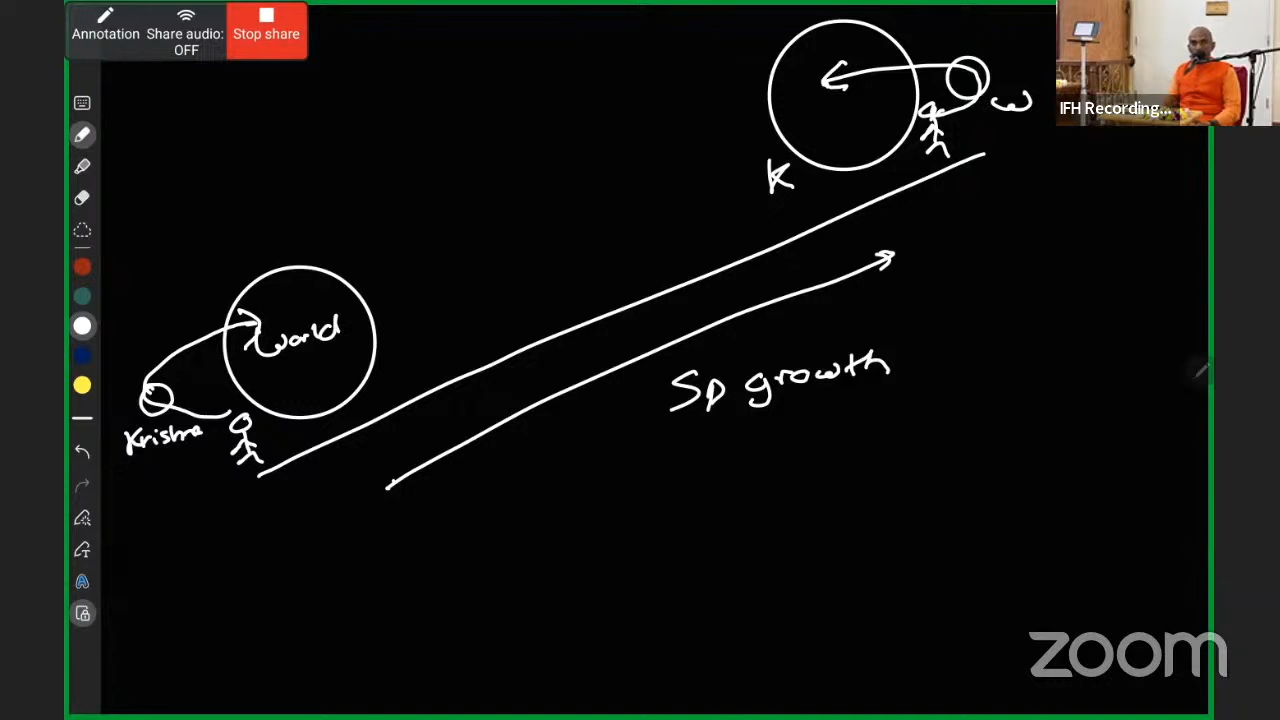 Annotation
Share audio:
OFF
Stop share
IFH Recording...
K
W
World
Krishna
Sp growth
zoom